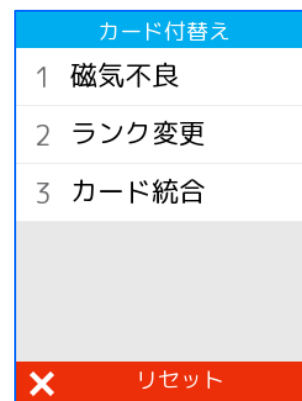 カード付替え
1 磁気不良
2 ランク変更
3 カード統合
リセット